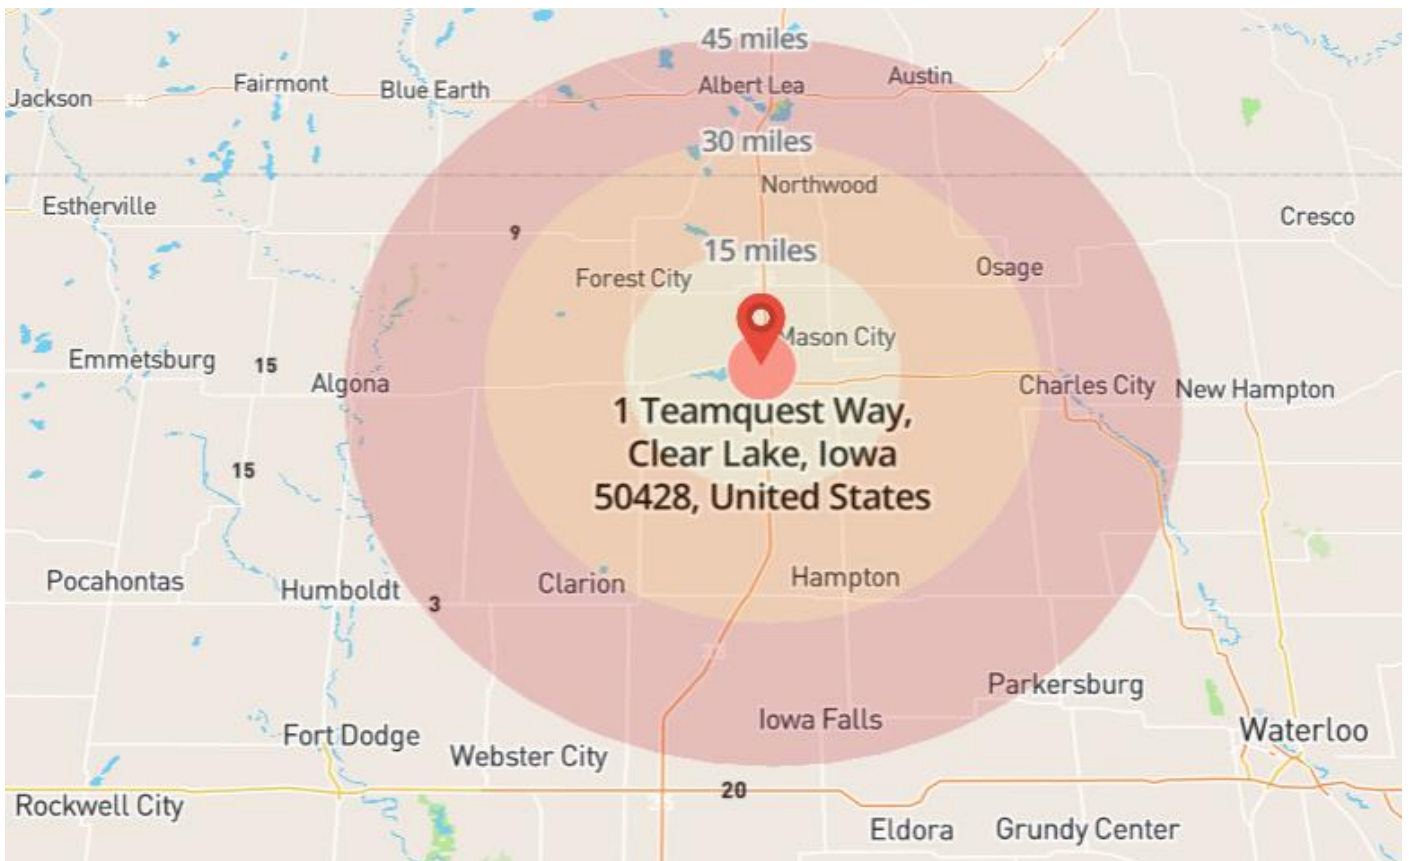 45 miles
Albert Lea
Austin
Fairmont
Blue Earth
Jackson
30 miles
Northwood
Estherville
Cresco
9
15 miles
Osage
Forest City
Mason City
Emmetsburg
15
Algona
Charles City
New Hampton
1 Teamquest Way,
Clear Lake, Iowa
50428, United States
15
Pocahontas
Humboldt
3
Clarion
Hampton
Parkersburg
Iowa Falls
Waterloo
Fort Dodge
Webster City
20
35
Rockwell City
Eldora
Grundy Center